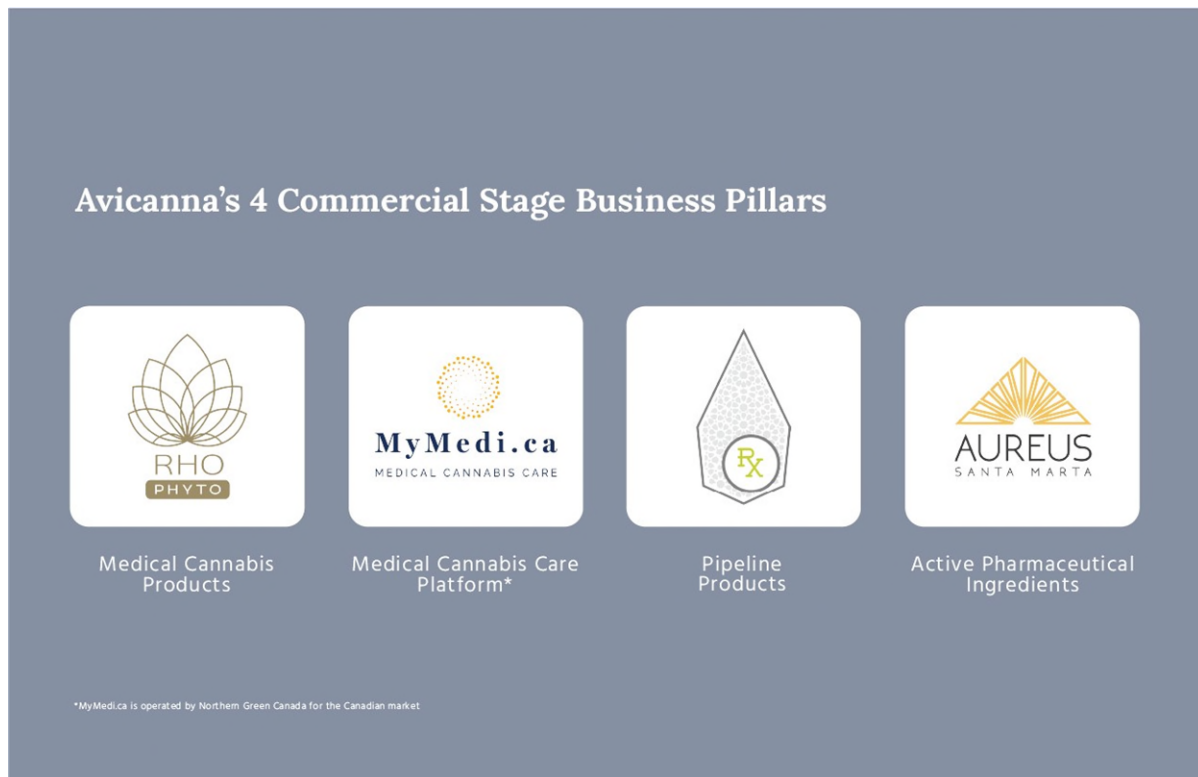 Avicanna’s 4 Commercial Stage Business Pillars
RHO
PHYTO
MyMedi.ca
MEDICAL CANNABIS CARE
RX
AUREUS
SANTA MARTA
Medical Cannabis
Products
Medical Cannabis Care
Platform*
Pipeline
Products
Active Pharmaceutical
Ingredients
*MyMedi.ca is operated by Northern Green Canada for the Canadian market